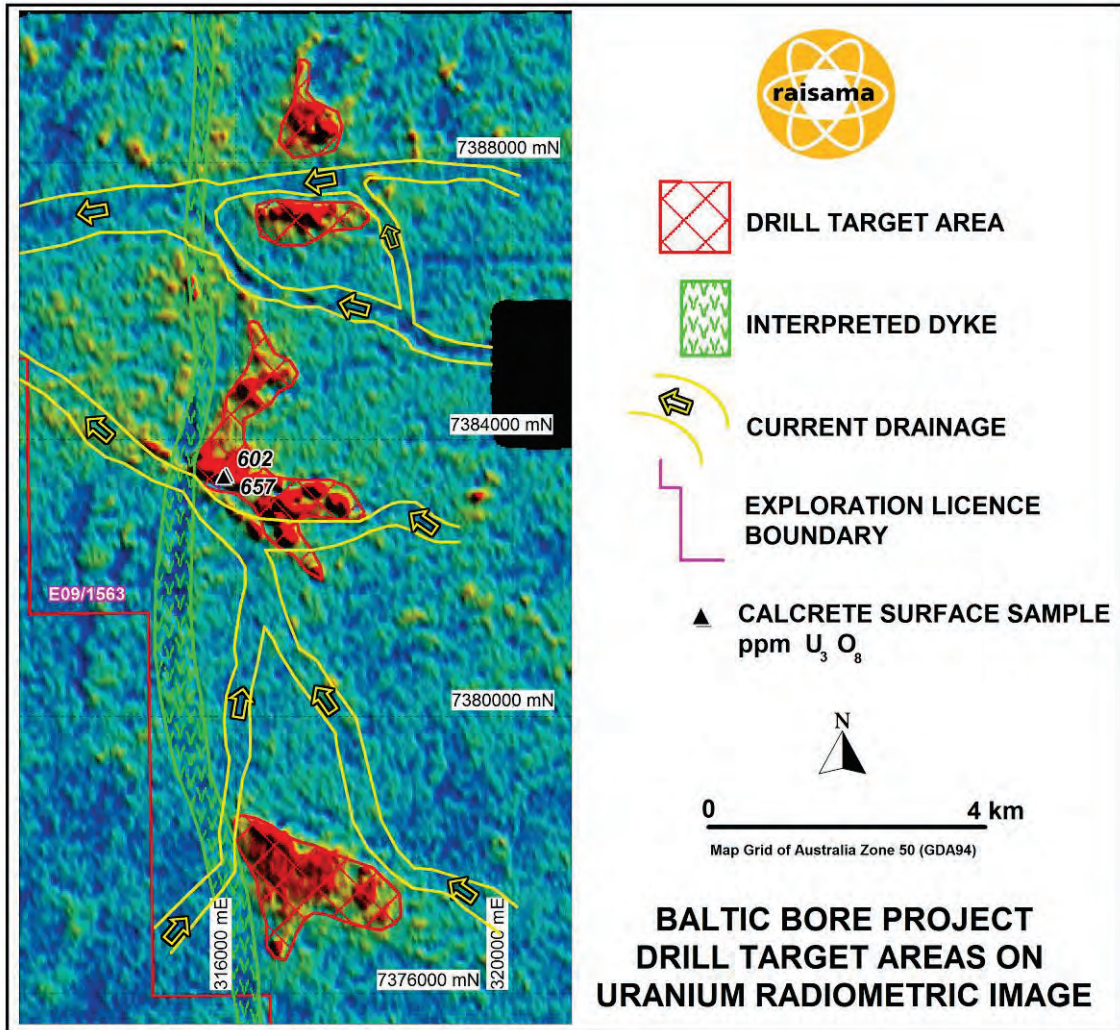 7388000 mN
7384000 mN
602
657
E09/1563
7380000 mN
316000 mE
320000 mE
7376000 mN
raisama
DRILL TARGET AREA
INTERPRETED DYKE
CURRENT DRAINAGE
EXPLORATION LICENCE
BOUNDARY
CALCRETE SURFACE SAMPLE
ppm U₃ O₈
N
0 4 km
Map Grid of Australia Zone 50 (GDA94)
BALTIC BORE PROJECT
DRILL TARGET AREAS ON
URANIUM RADIOMETRIC IMAGE